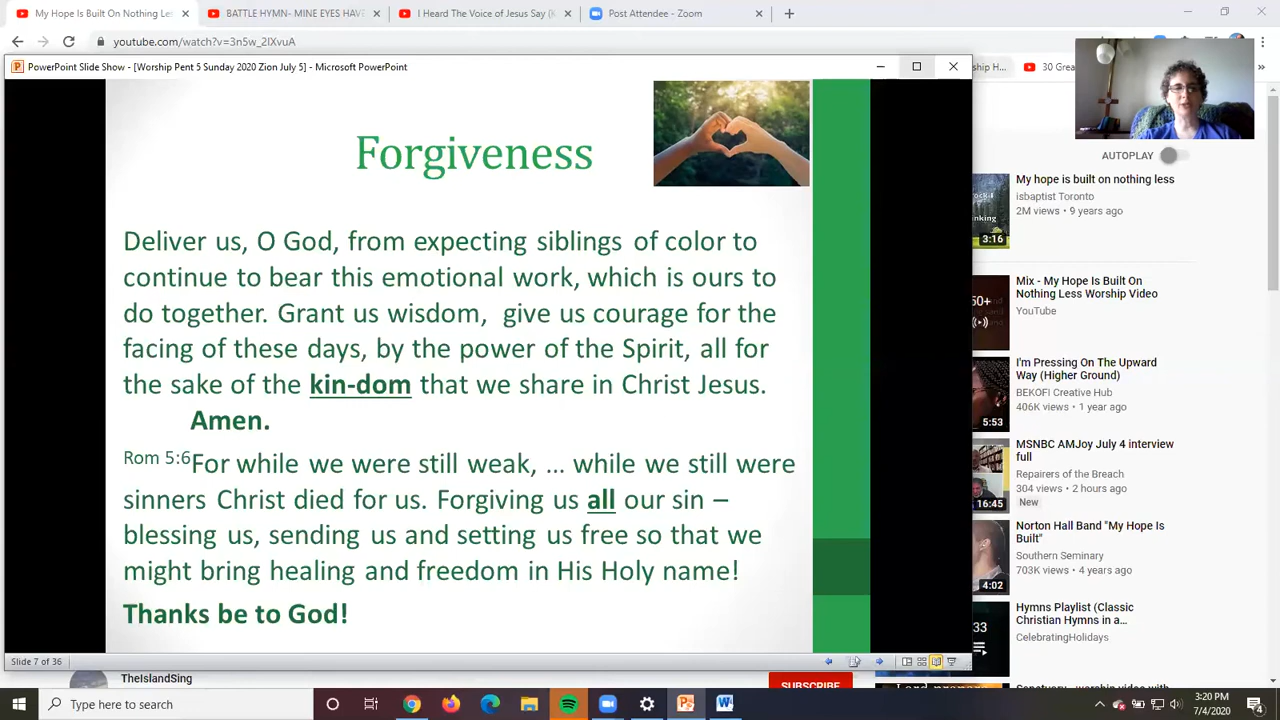 My Hope Is Built On Nothing Les
BATTLE HYMN- MINE EYES HAV
I Heard The Voice of Jesus Say (K
Post Attendee - Zoom
youtube.com/watch?v=3n5w_2lXvuA
PowerPoint Slide Show - [Worship Pent 5 Sunday 2020 Zion July 5] - Microsoft PowerPoint
ship H...
30 Grea
Forgiveness
Deliver us, O God, from expecting siblings of color to
continue to bear this emotional work, which is ours to
do together. Grant us wisdom, give us courage for the
facing of these days, by the power of the Spirit, all for
the sake of the kin-dom that we share in Christ Jesus.
Amen.
Rom 5:6For while we were still weak, ... while we still were
sinners Christ died for us. Forgiving us all our sin –
blessing us, sending us and setting us free so that we
might bring healing and freedom in His Holy name!
Thanks be to God!
Slide 7 of 36
AUTOPLAY
My hope is built on nothing less
isbaptist Toronto
2M views • 9 years ago
3:16
Mix - My Hope Is Built On
Nothing Less Worship Video
YouTube
50+
I'm Pressing On The Upward
Way (Higher Ground)
BEKOFI Creative Hub
406K views • 1 year ago
5:53
MSNBC AMJoy July 4 interview
full
Repairers of the Breach
304 views • 2 hours ago
New
16:45
Norton Hall Band "My Hope Is
Built"
Southern Seminary
703K views • 4 years ago
4:02
Hymns Playlist (Classic
Christian Hymns in a...
CelebratingHolidays
33
TheIslandSing
SUBSCRIBE
Sanctuary - worship video with
Type here to search
3:20 PM
7/4/2020